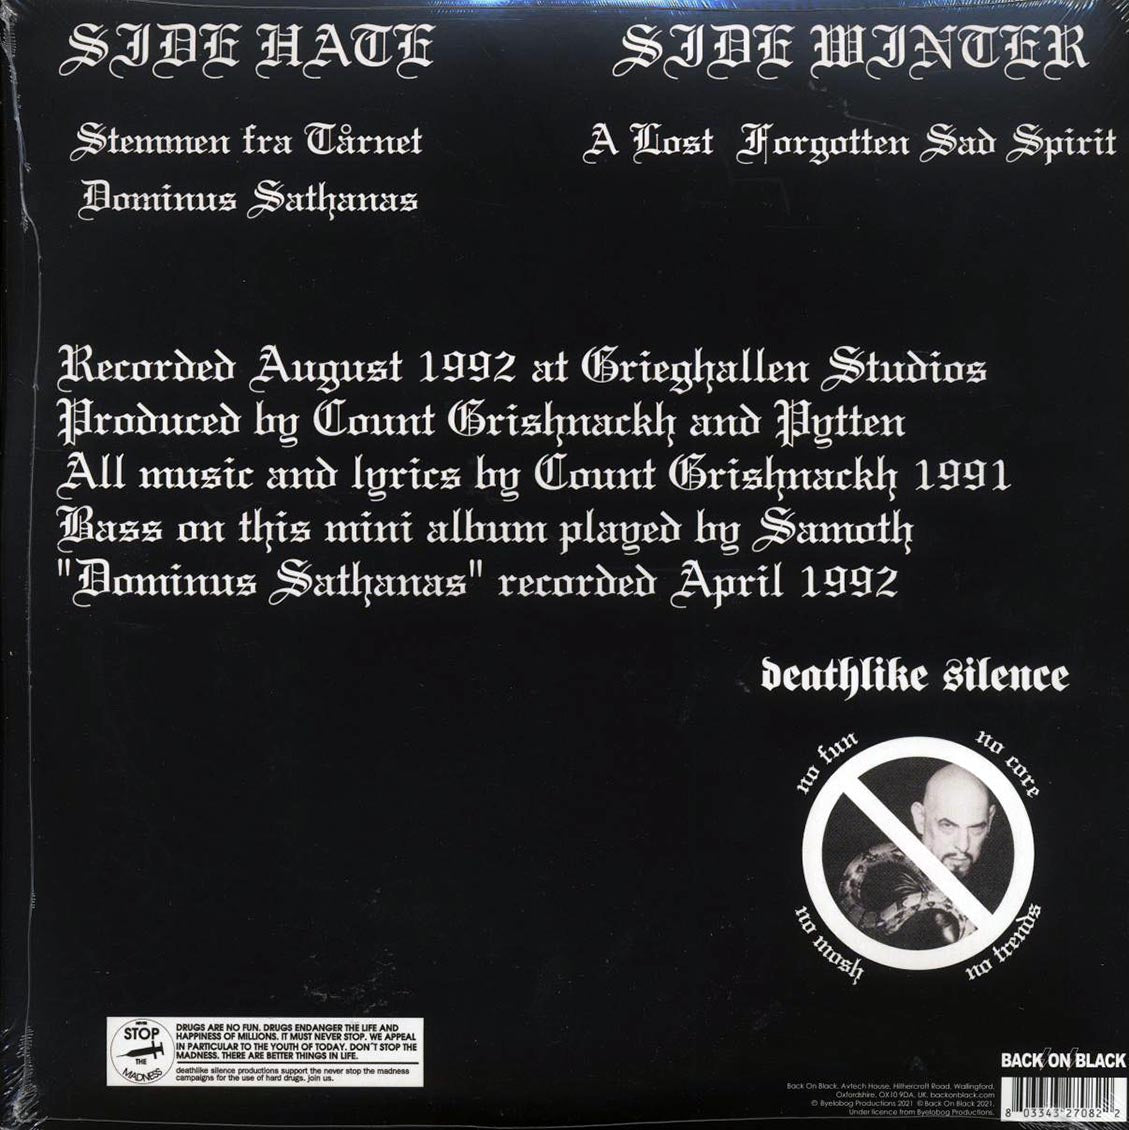 SIDE HATE
SIDE WINTER
Stemmen fra Tårnet
A Lost Forgotten Sad Spirit
Dominus Sathanas
Recorded August 1992 at Grieghallen Studios
Produced by Count Grishnackh and Pytten
All music and lyrics by Count Grishnackh 1991
Bass on this mini album played by Samoth
"Dominus Sathanas" recorded April 1992
deathlike silence
no fun
no core
no mosh
no trends
NEVER
STOP
THE
MADNESS
DRUGS ARE NO FUN. DRUGS ENDANGER THE LIFE AND
HAPPINESS OF MILLIONS. IT MUST NEVER STOP. WE APPEAL
IN PARTICULAR TO THE YOUTH OF TODAY. DON´T STOP THE
MADNESS. THERE ARE BETTER THINGS IN LIFE.
deathlike silence productions support the never stop the madness
campaigns for the use of hard drugs. join us.
BACK ON BLACK
Back On Black, Avtech House, Hithercroft Road, Wallingford,
Oxfordshire, OX10 9DA, UK. backonblack.com
© Byelobog Productions 2021 © Back On Black 2021.
Under licence from Byelobog Productions.
8 03343 27082 2